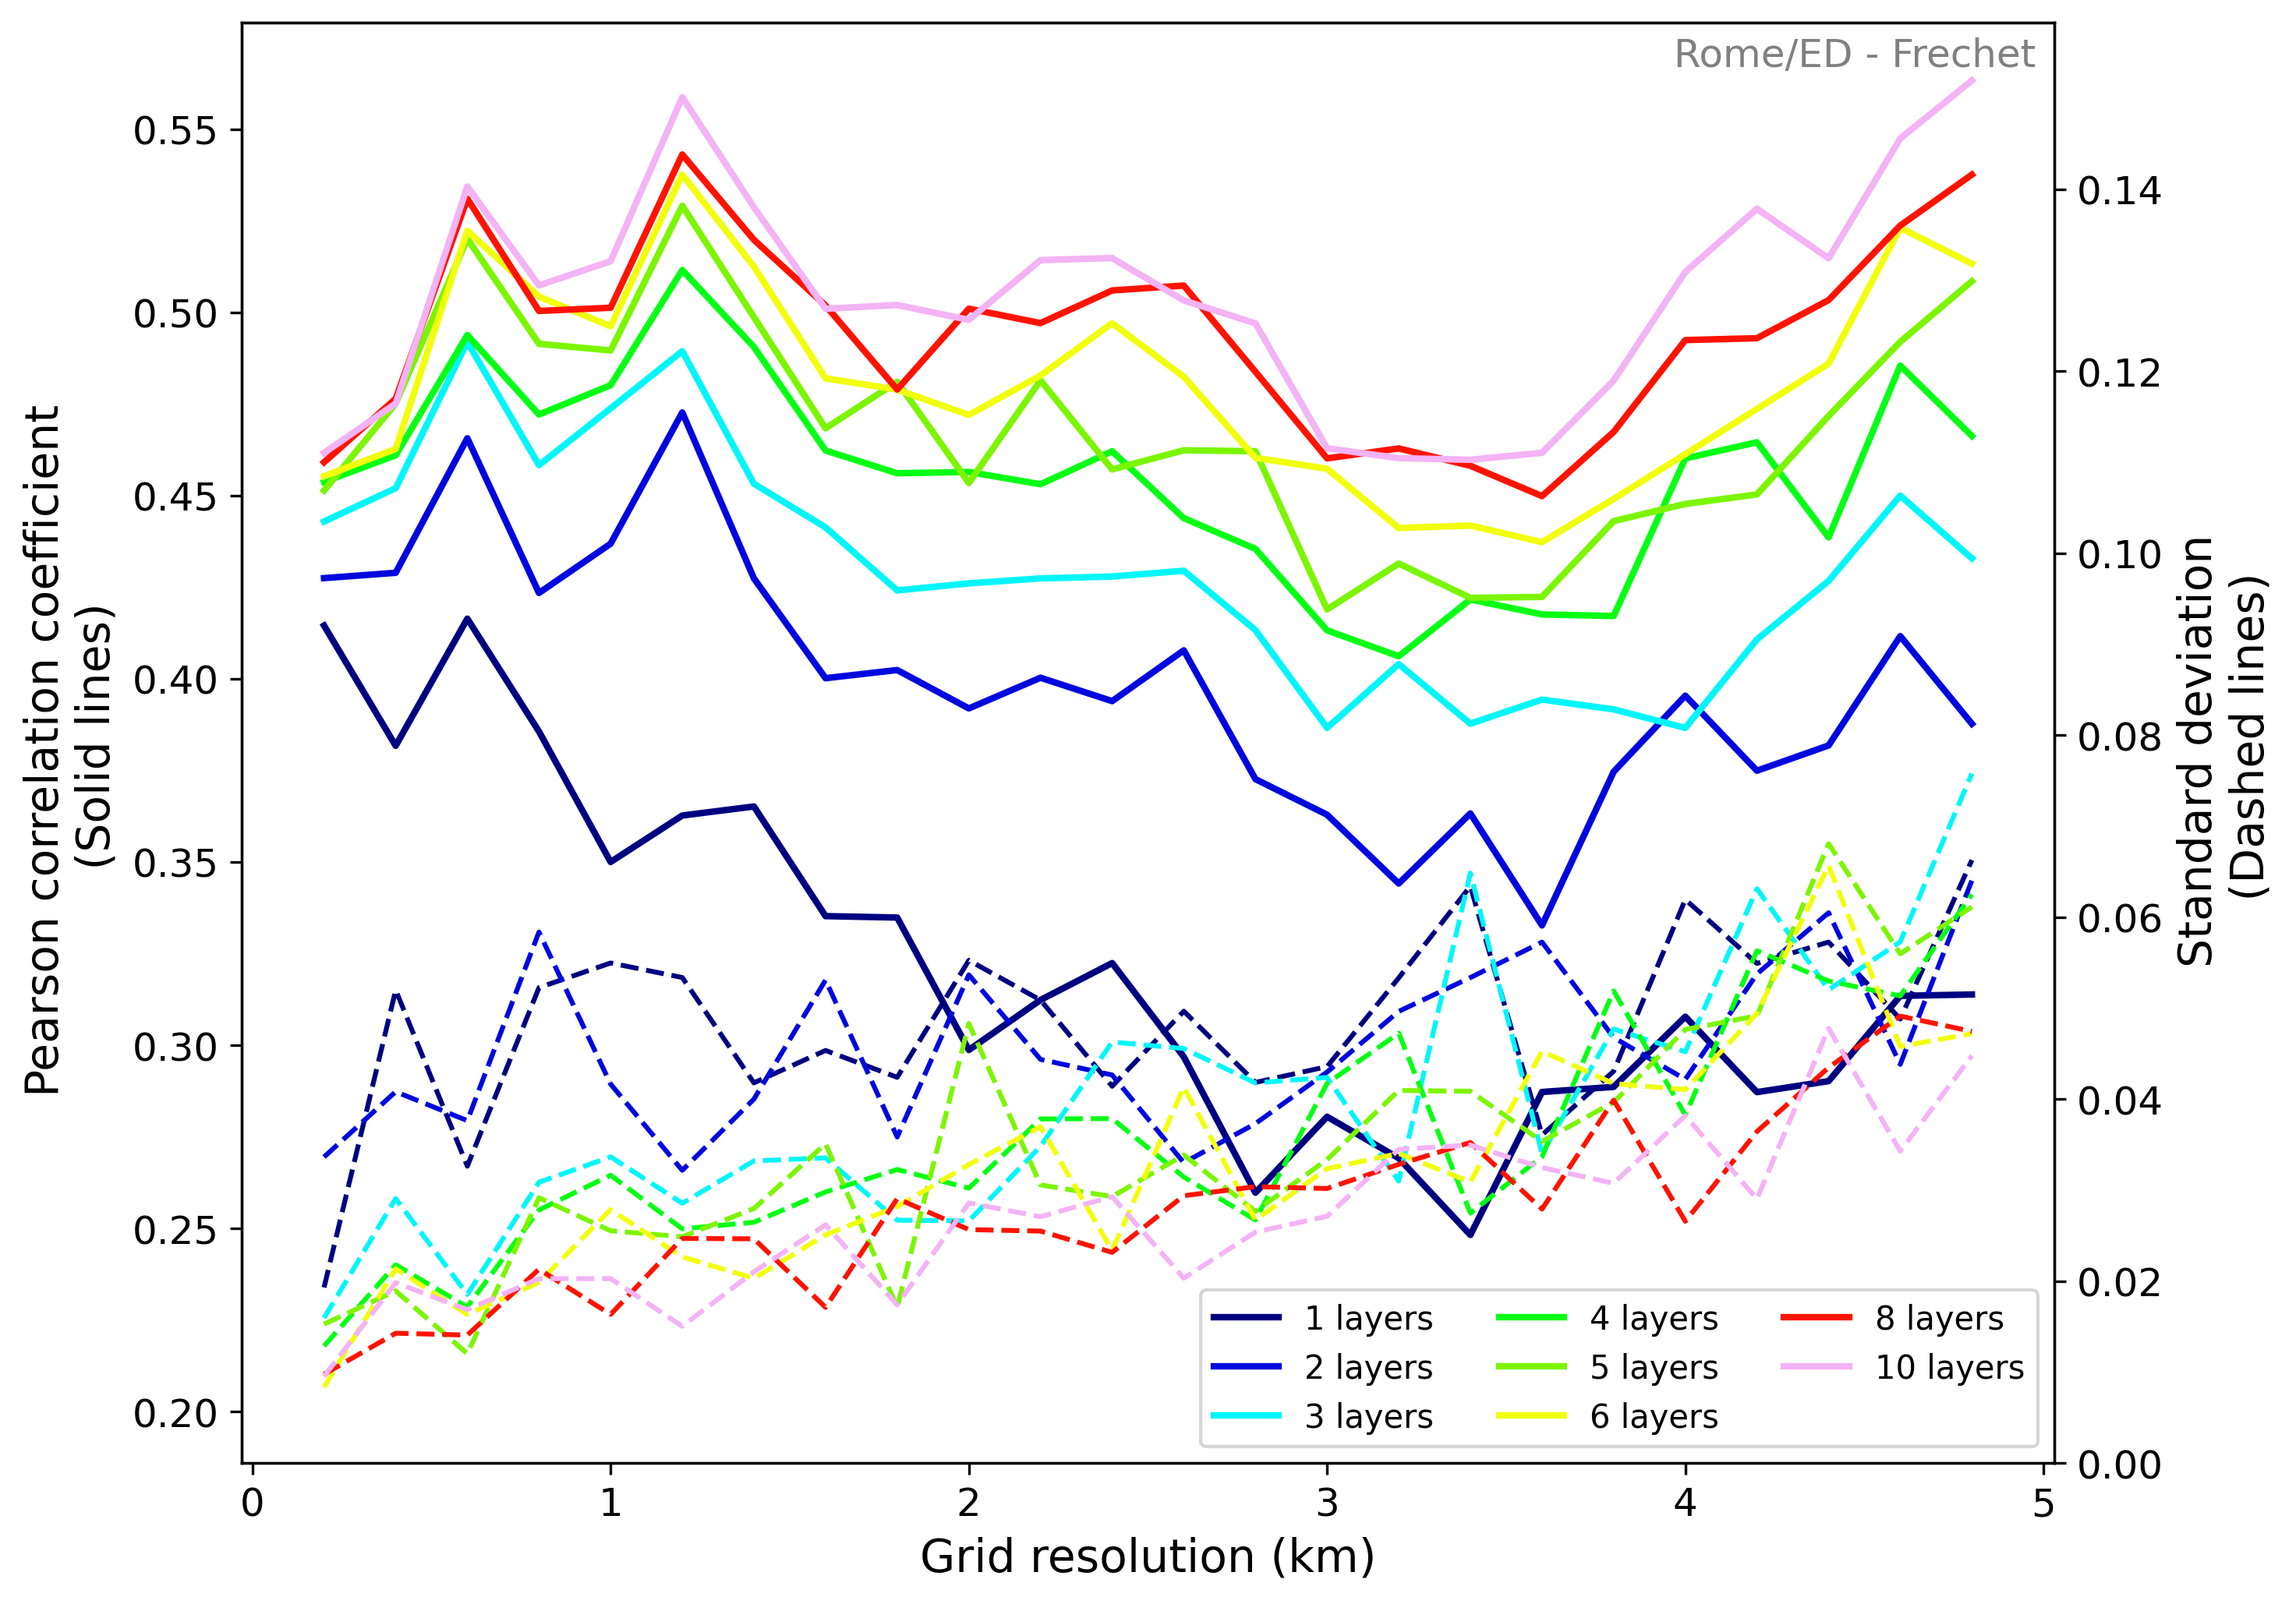 Rome/ED - Frechet
Pearson correlation coefficient
(Solid lines)
0.55
0.50
0.45
0.40
0.35
0.30
0.25
0.20
0.14
0.12
0.10
0.08
0.06
0.04
0.02
0.00
Standard deviation
(Dashed lines)
1 layers
2 layers
3 layers
4 layers
5 layers
6 layers
8 layers
10 layers
0 1 2 3 4 5
Grid resolution (km)